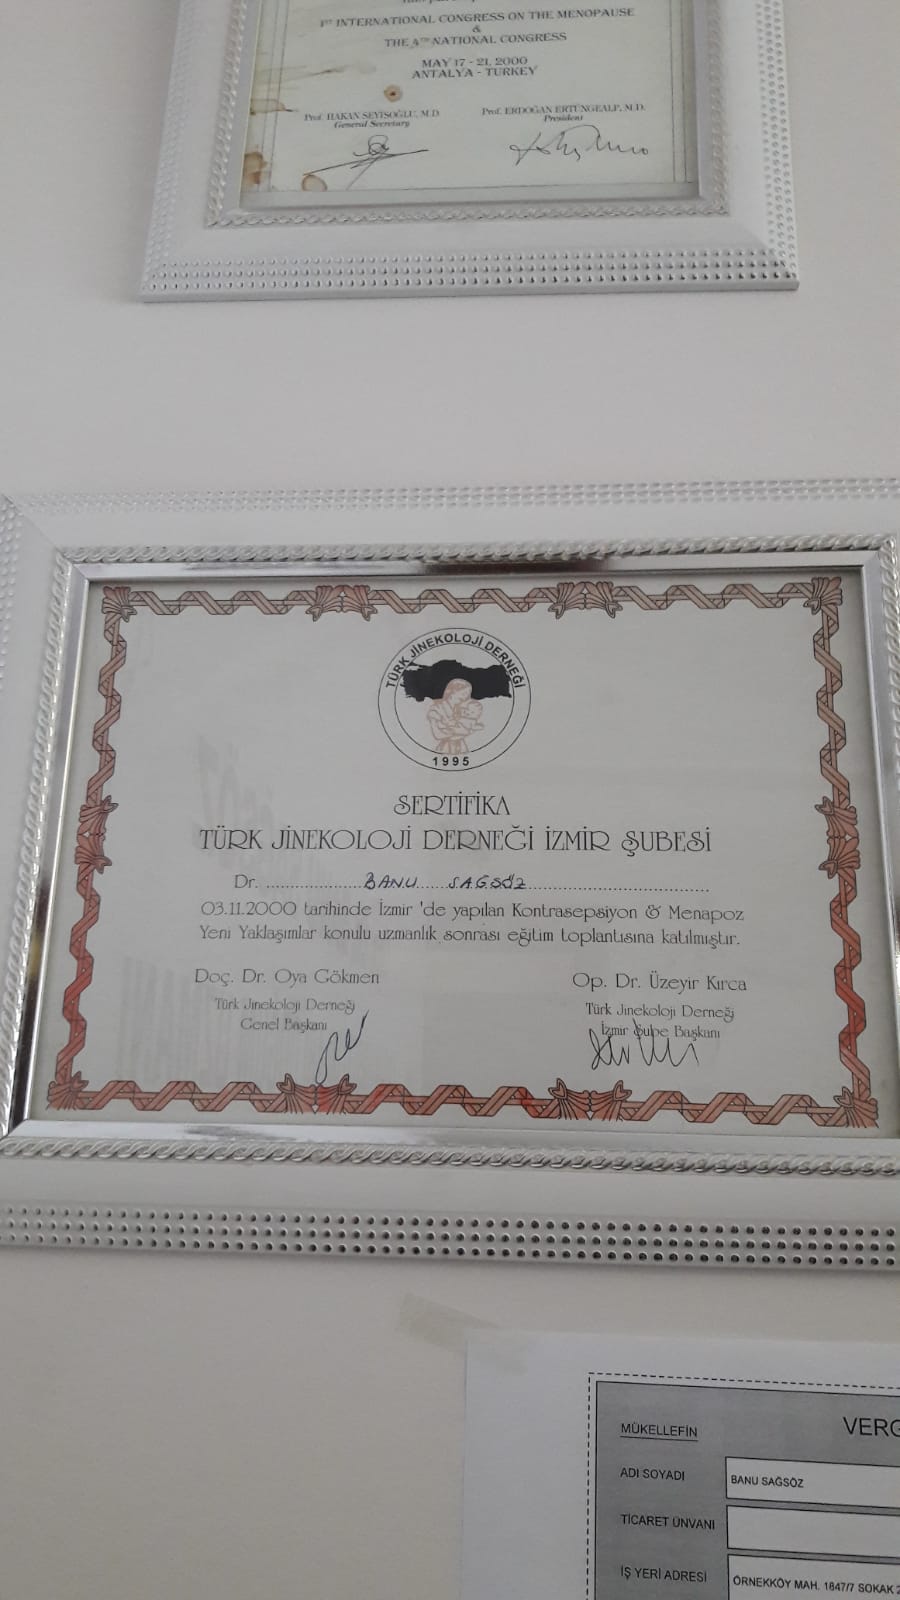 1ST INTERNATIONAL CONGRESS ON THE MENOPAUSE
&
THE 4TH NATIONAL CONGRESS
MAY 17 - 21, 2000
ANTALYA - TURKEY
Prof. HAKAN SEYİSOĞLU, M.D.
General Secretary
Prof. ERDOĞAN ERTÜNGEALP, M.D.
President
TÜRK JİNEKOLOJİ DERNEĞİ
1995
SERTİFİKA
TÜRK JİNEKOLOJİ DERNEĞİ İZMİR ŞUBESİ
Dr. ....................BANU.....SAGSÖZ.....................................
03.11.2000 tarihinde İzmir 'de yapılan Kontrasepsiyon & Menapoz
Yeni Yaklaşımlar konulu uzmanlık sonrası eğitim toplantısına katılmıştır.
Doç. Dr. Oya Gökmen
Türk Jinekoloji Derneği
Genel Başkanı
Op. Dr. Üzeyir Kırca
Türk Jinekoloji Derneği
İzmir Şube Başkanı
MÜKELLEFİN
VERG
ADI SOYADI
BANU SAĞSÖZ
TİCARET ÜNVANI
İŞ YERİ ADRESİ
ÖRNEKKÖY MAH. 1847/7 SOKAK 2